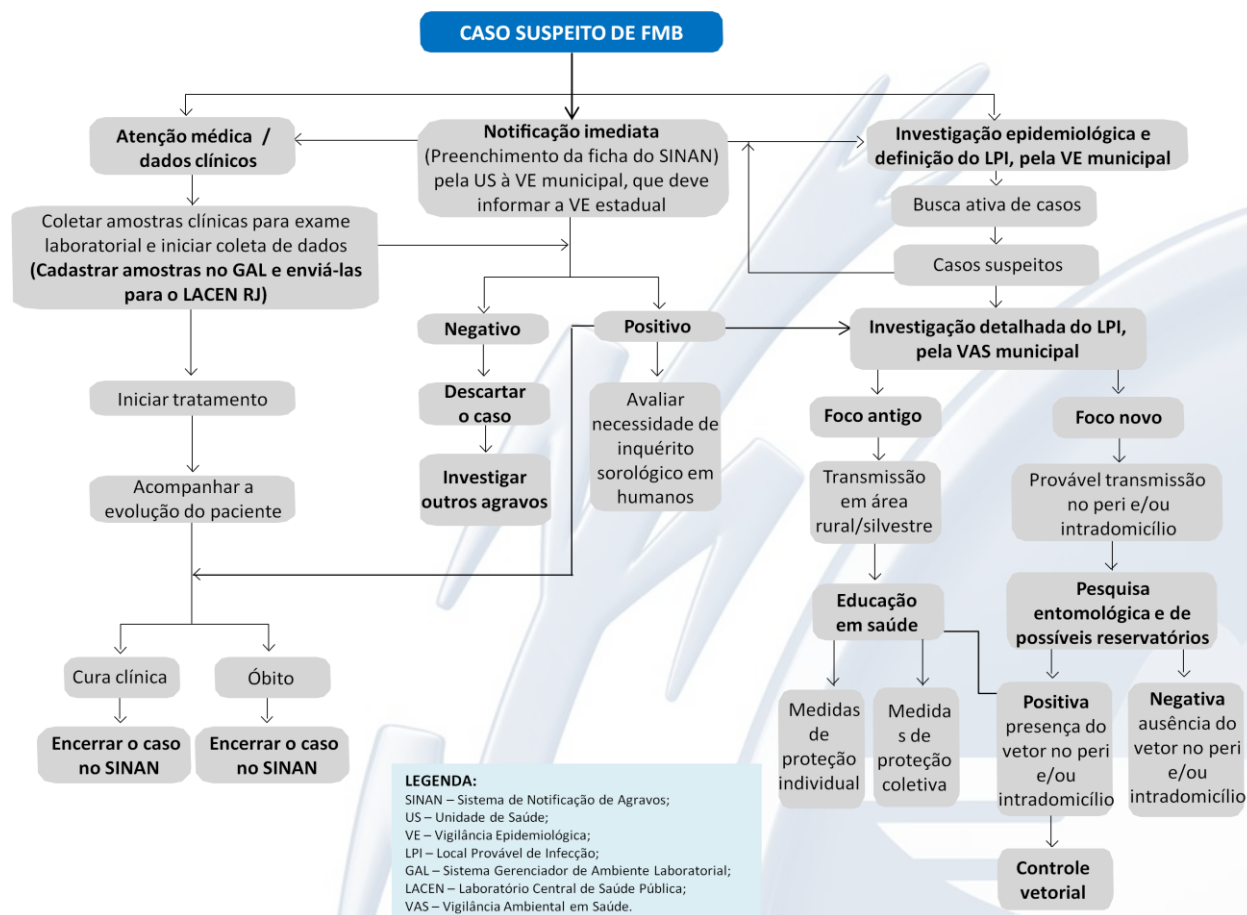 CASO SUSPEITO DE FMB
Atenção médica /
dados clínicos
Notificação imediata
(Preenchimento da ficha do SINAN)
pela US à VE municipal, que deve
informar a VE estadual
Investigação epidemiológica e
definição do LPI, pela VE municipal
Coletar amostras clínicas para exame
laboratorial e iniciar coleta de dados
(Cadastrar amostras no GAL e enviá-las
para o LACEN RJ)
Busca ativa de casos
Casos suspeitos
Negativo
Positivo
Investigação detalhada do LPI,
pela VAS municipal
Iniciar tratamento
Descartar
o caso
Avaliar
necessidade de
inquérito
sorológico em
humanos
Foco antigo
Foco novo
Investigar
outros agravos
Acompanhar a
evolução do paciente
Transmissão
em área
rural/silvestre
Provável transmissão
no peri e/ou
intradomicílio
Educação
em saúde
Pesquisa
entomológica e de
possíveis reservatórios
Cura clínica
Óbito
Encerrar o caso
no SINAN
Encerrar o caso
no SINAN
Medidas
de
proteção
individual
Medida
s de
proteção
coletiva
Positiva
presença do
vetor no peri
e/ou
intradomicílio
Negativa
ausência do
vetor no peri
e/ou
intradomicílio
Controle
vetorial
LEGENDA:
SINAN – Sistema de Notificação de Agravos;
US – Unidade de Saúde;
VE – Vigilância Epidemiológica;
LPI – Local Provável de Infecção;
GAL – Sistema Gerenciador de Ambiente Laboratorial;
LACEN – Laboratório Central de Saúde Pública;
VAS – Vigilância Ambiental em Saúde.